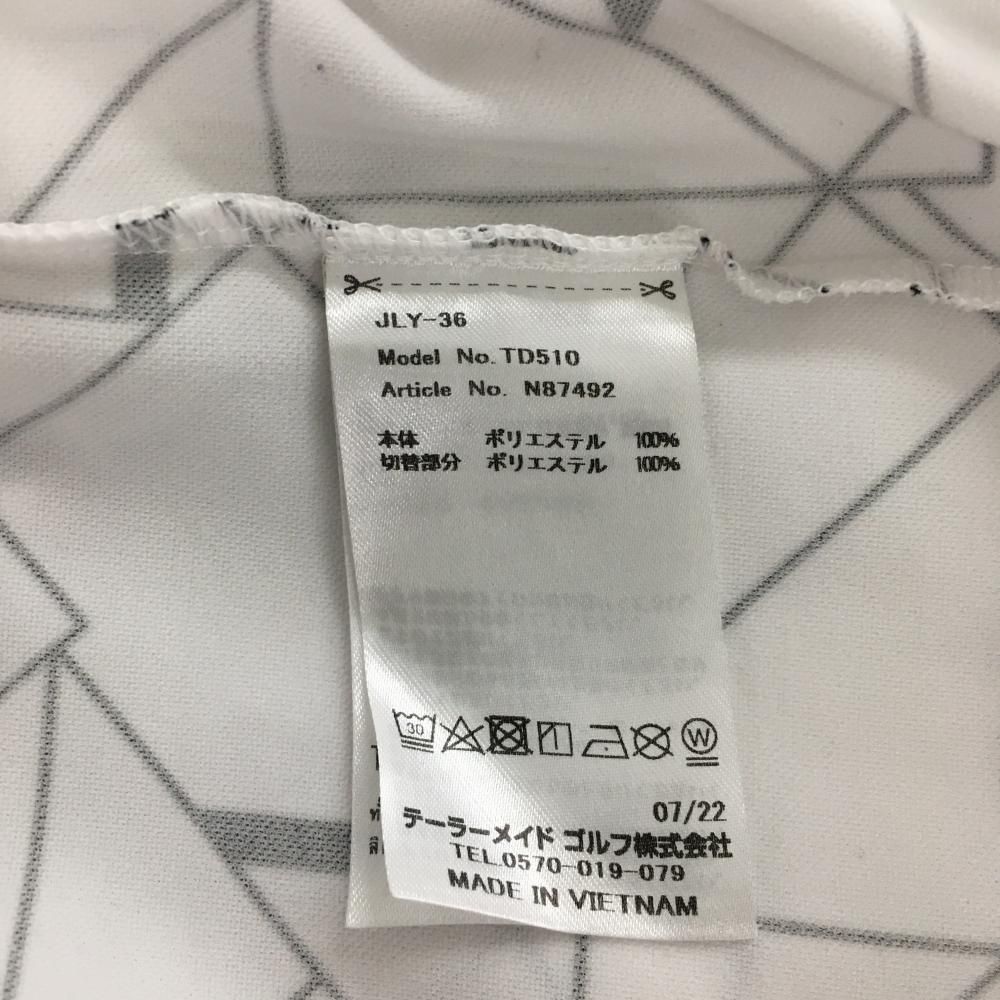 JLY-36
Model No. TD510
Article No. N87492
本体 ポリエステル 100%
切替部分 ポリエステル 100%
30
W
07/22
テーラーメイド ゴルフ株式会社
TEL.0570-019-079
MADE IN VIETNAM